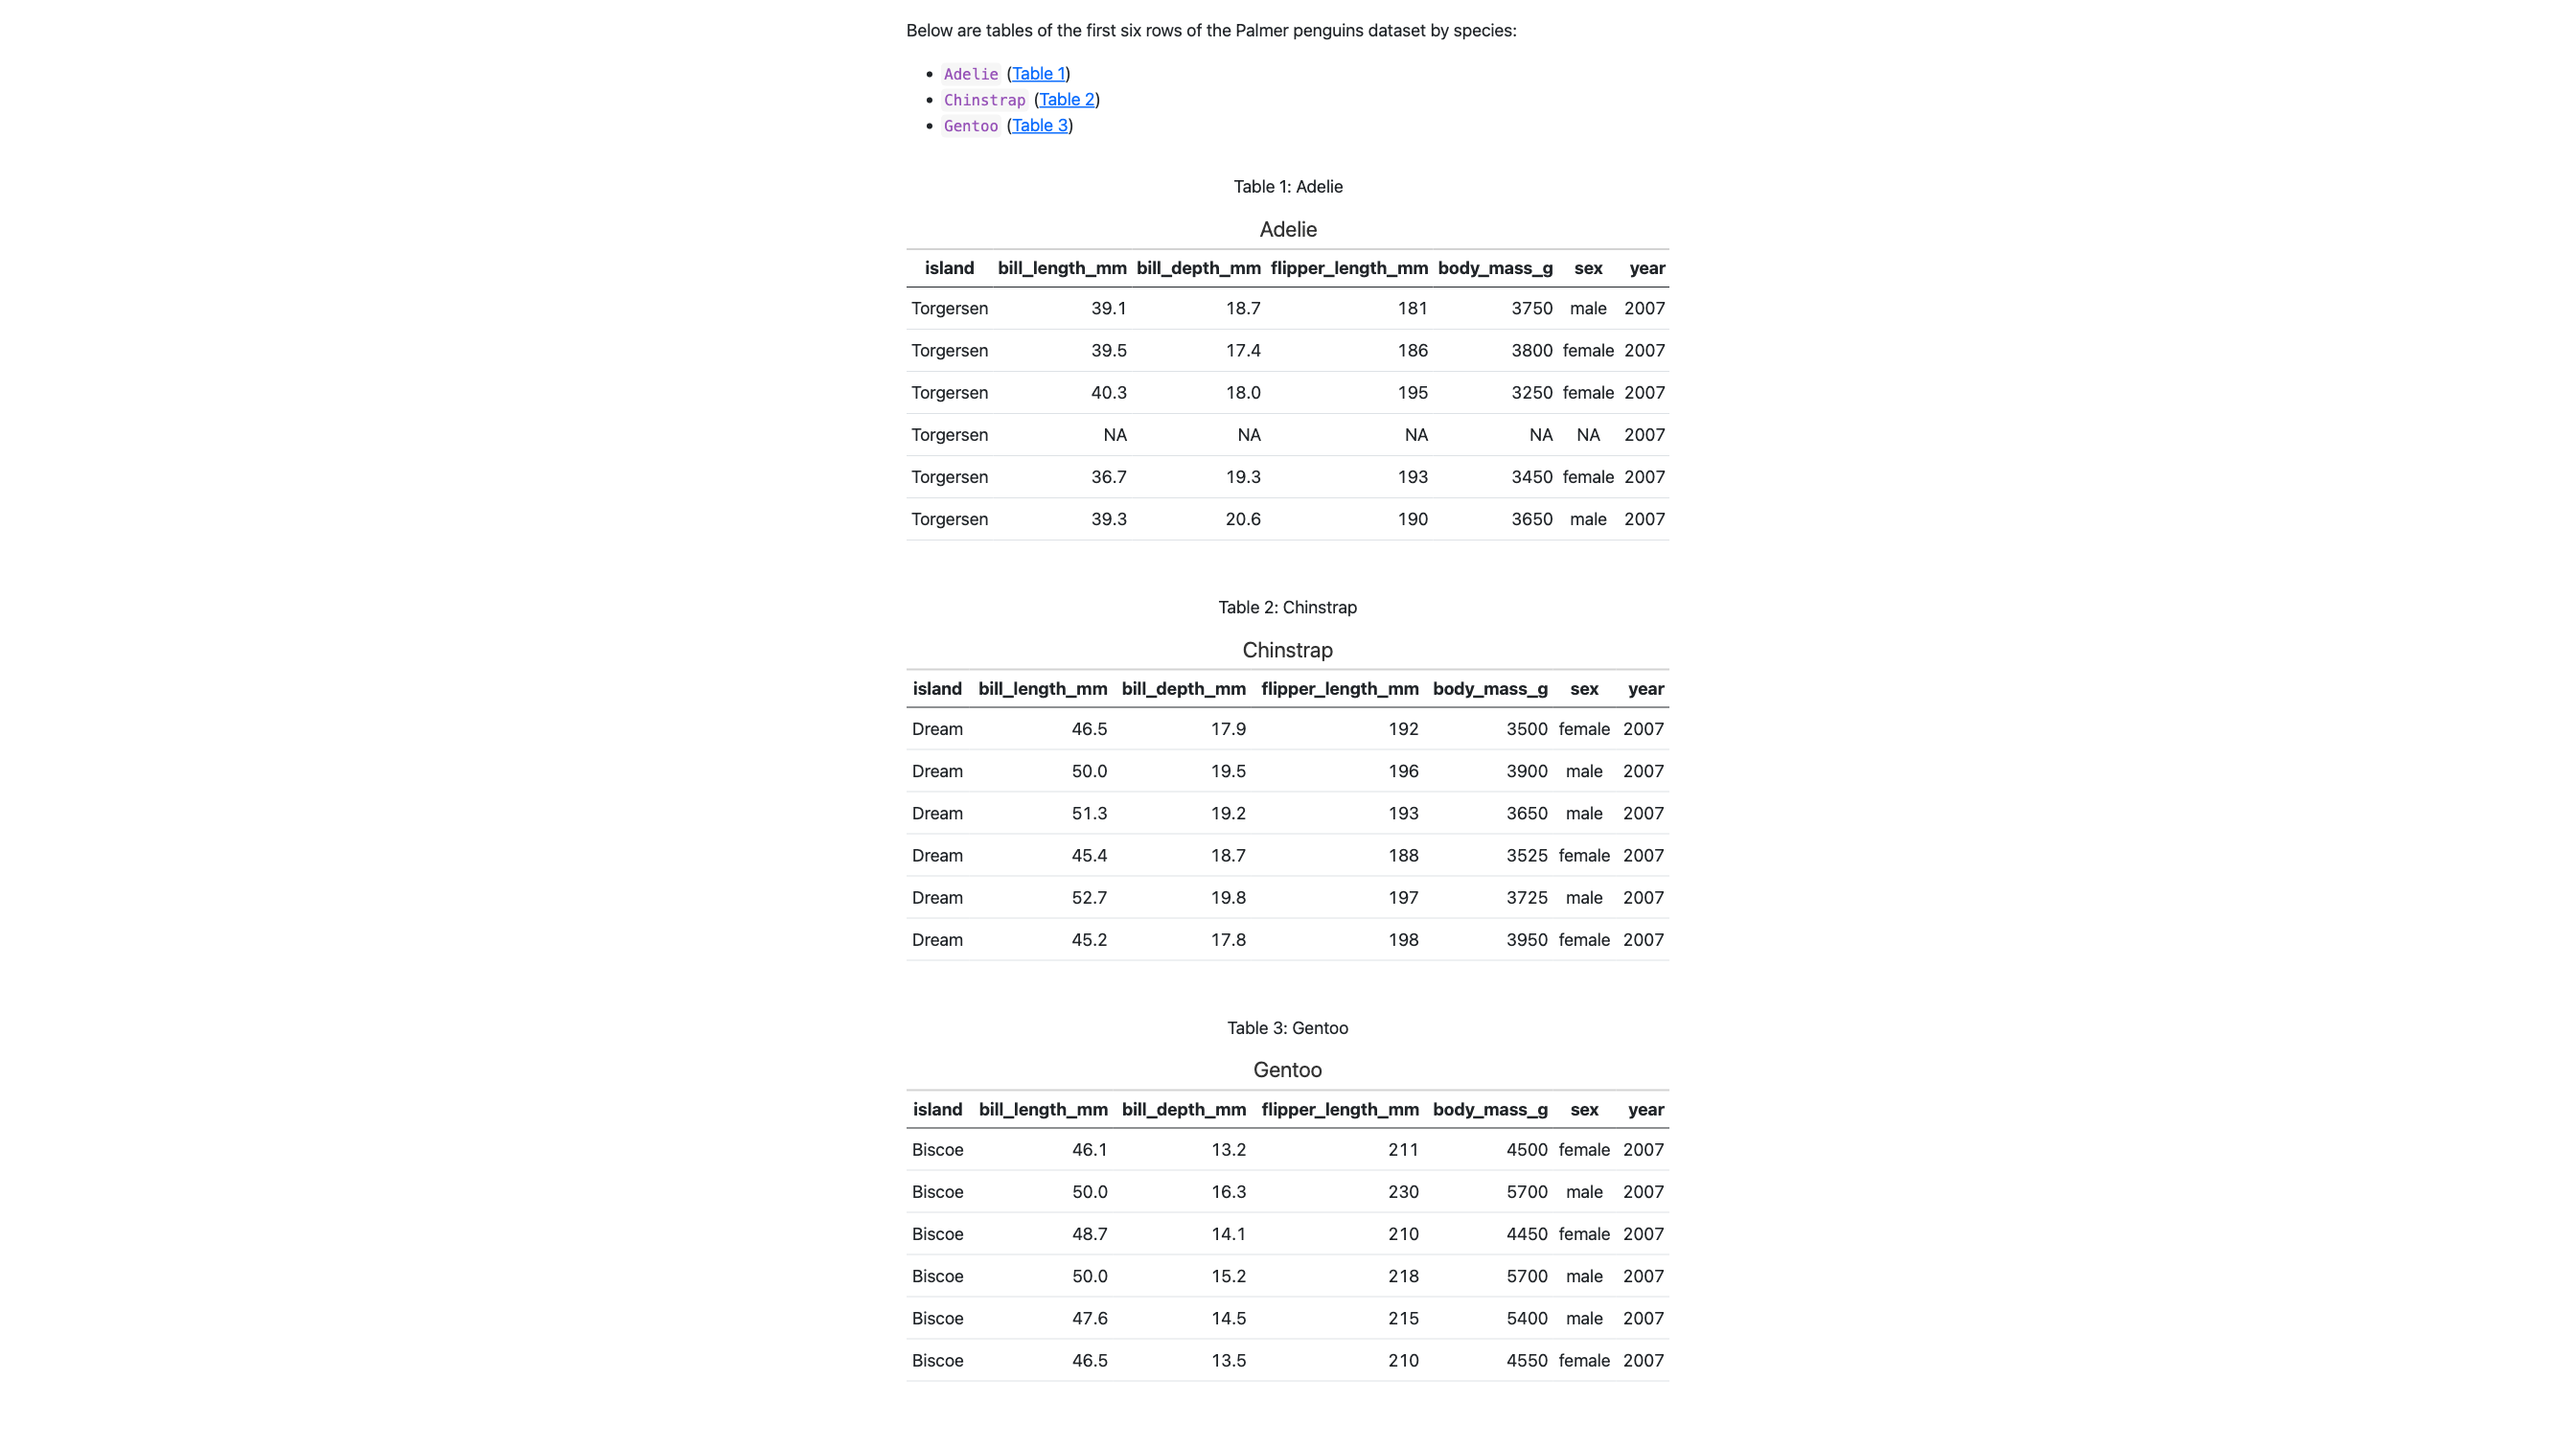 Below are tables of the first six rows of the Palmer penguins dataset by species:
• Adelie (Table 1)
• Chinstrap (Table 2)
• Gentoo (Table 3)
Table 1: Adelie
Adelie
island bill_length_mm bill_depth_mm flipper_length_mm body_mass_g sex year
Torgersen 39.1 18.7 181 3750 male 2007
Torgersen 39.5 17.4 186 3800 female 2007
Torgersen 40.3 18.0 195 3250 female 2007
Torgersen NA NA NA NA NA 2007
Torgersen 36.7 19.3 193 3450 female 2007
Torgersen 39.3 20.6 190 3650 male 2007
Table 2: Chinstrap
Chinstrap
island bill_length_mm bill_depth_mm flipper_length_mm body_mass_g sex year
Dream 46.5 17.9 192 3500 female 2007
Dream 50.0 19.5 196 3900 male 2007
Dream 51.3 19.2 193 3650 male 2007
Dream 45.4 18.7 188 3525 female 2007
Dream 52.7 19.8 197 3725 male 2007
Dream 45.2 17.8 198 3950 female 2007
Table 3: Gentoo
Gentoo
island bill_length_mm bill_depth_mm flipper_length_mm body_mass_g sex year
Biscoe 46.1 13.2 211 4500 female 2007
Biscoe 50.0 16.3 230 5700 male 2007
Biscoe 48.7 14.1 210 4450 female 2007
Biscoe 50.0 15.2 218 5700 male 2007
Biscoe 47.6 14.5 215 5400 male 2007
Biscoe 46.5 13.5 210 4550 female 2007